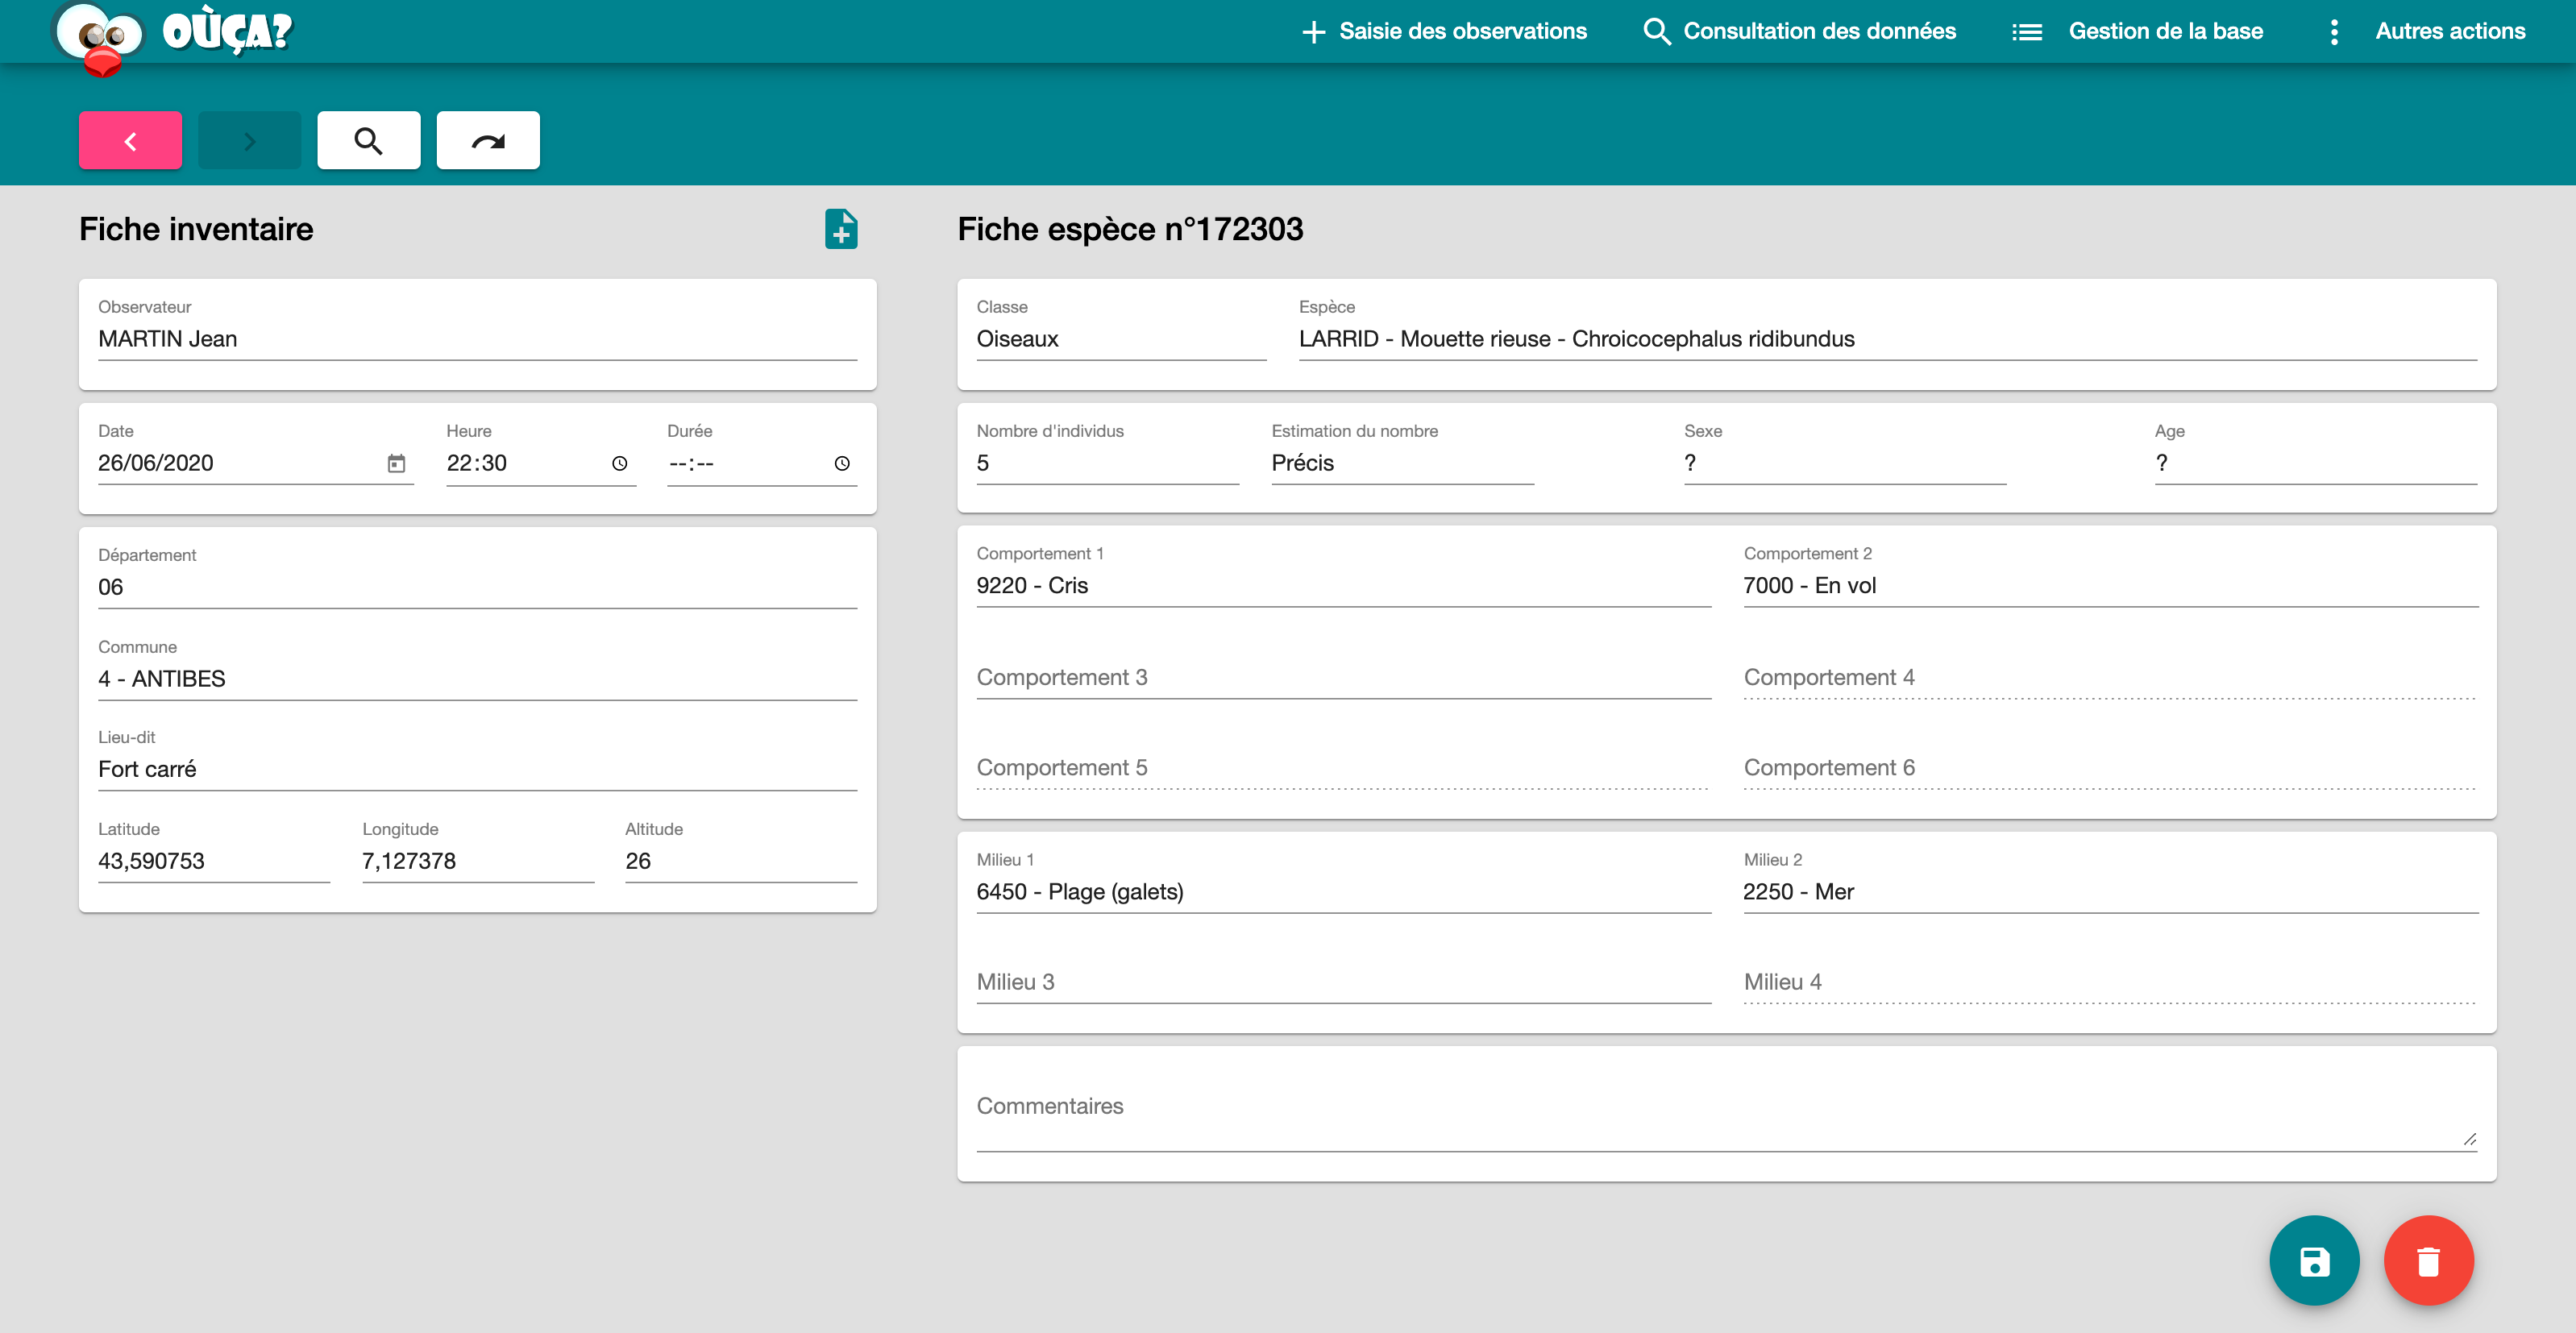 OÙÇA?
Saisie des observations
Consultation des données
Gestion de la base
Autres actions
Fiche inventaire
Observateur
MARTIN Jean
Date
26/06/2020
Heure
22:30
Durée
--:--
Département
06
Commune
4 - ANTIBES
Lieu-dit
Fort carré
Latitude
43,590753
Longitude
7,127378
Altitude
26
Fiche espèce n°172303
Classe
Oiseaux
Espèce
LARRID - Mouette rieuse - Chroicocephalus ridibundus
Nombre d'individus
5
Estimation du nombre
Précis
Sexe
?
Age
?
Comportement 1
9220 - Cris
Comportement 2
7000 - En vol
Comportement 3
Comportement 4
Comportement 5
Comportement 6
Milieu 1
6450 - Plage (galets)
Milieu 2
2250 - Mer
Milieu 3
Milieu 4
Commentaires